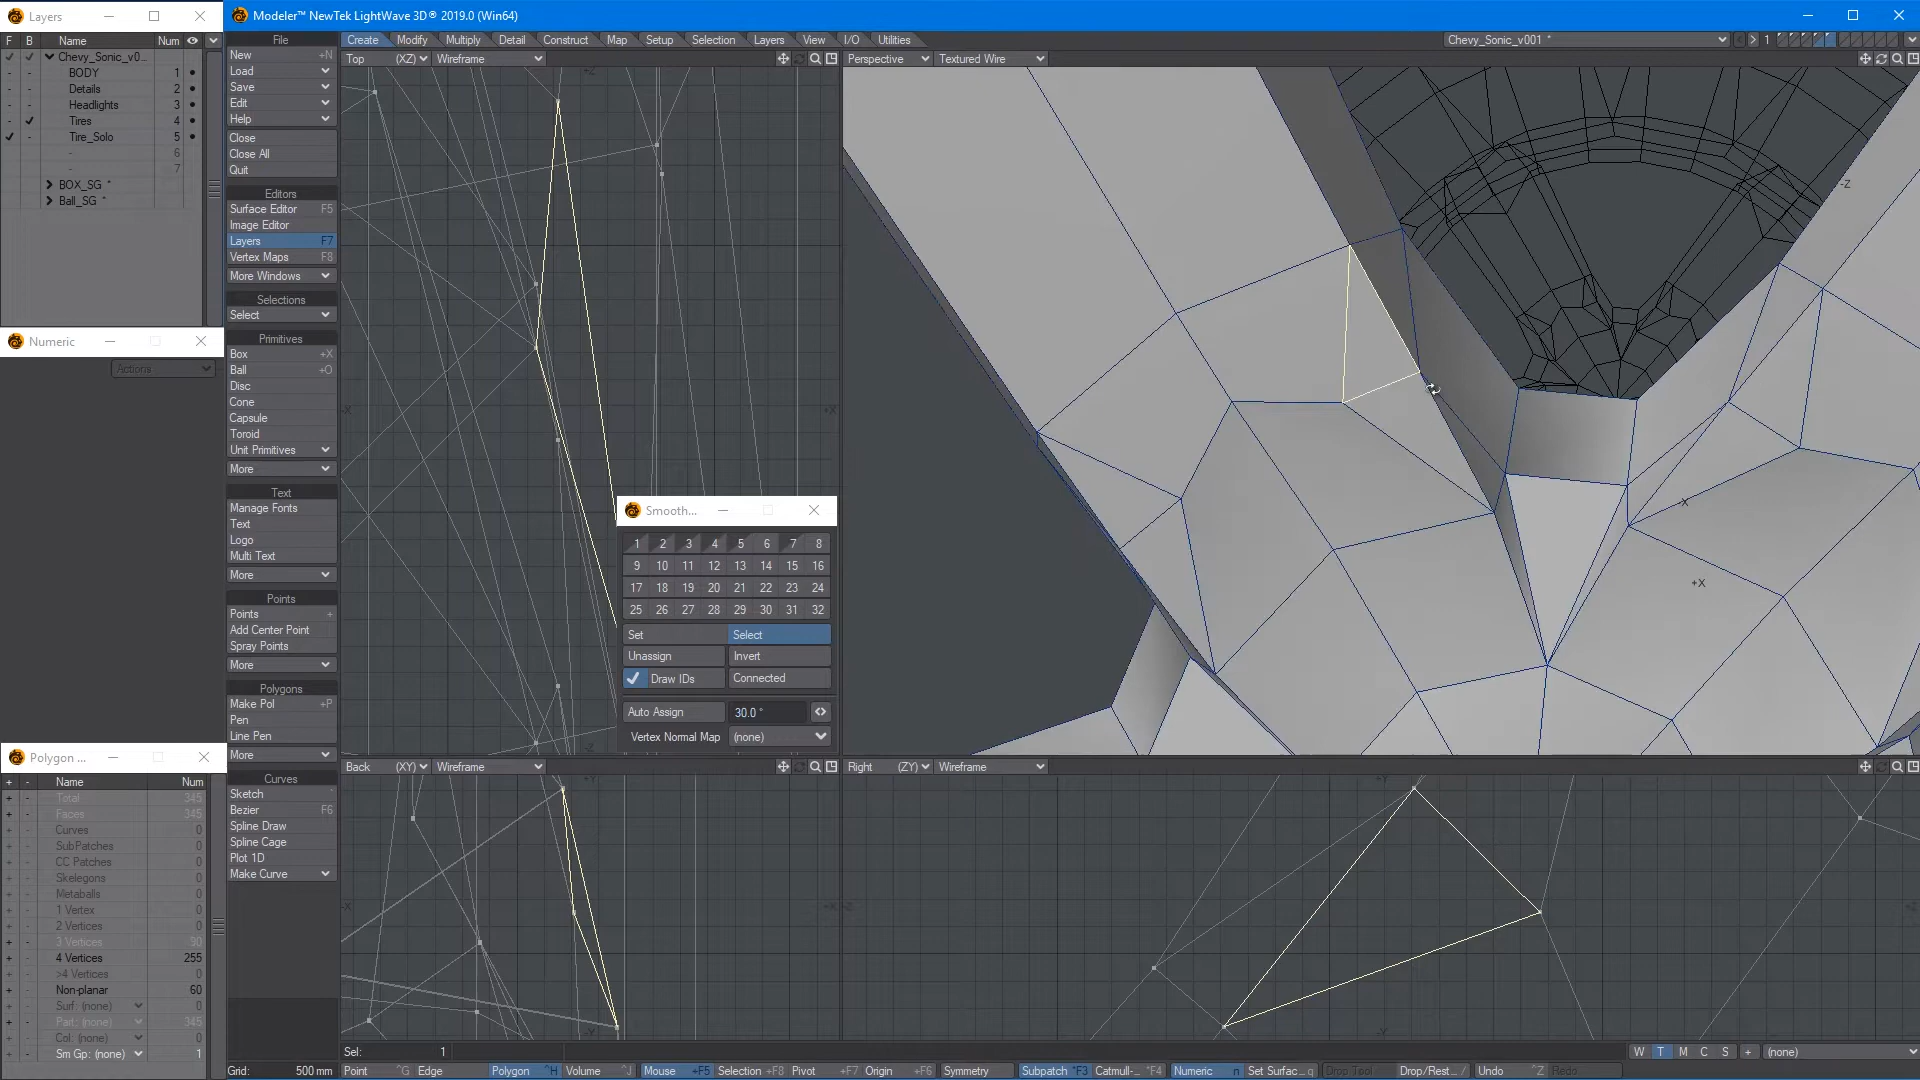 Layers
F B Name Num
Chevy_Sonic_v0...
BODY 1
Details 2
Headlights 3
Tires 4
Tire_Solo 5
- 6
- 7
BOX_SG *
Ball_SG *
Numeric
Actions
Polygon ...
+ - Name Num
+ - Total 345
+ - Faces 345
+ - Curves 0
+ - SubPatches 0
+ - CC Patches 0
+ - Skelegons 0
+ - Metaballs 0
+ - 1 Vertex 0
+ - 2 Vertices 0
+ - 3 Vertices 90
+ - 4 Vertices 255
+ - >4 Vertices 0
+ - Non-planar 60
+ - Surf: (none) 0
+ - Part: (none) 345
+ - Col: (none) 0
+ - Sm Gp: (none) 1
Modeler™ NewTek LightWave 3D® 2019.0 (Win64)
Create Modify Multiply Detail Construct Map Setup Selection Layers View I/O Utilities
Chevy_Sonic_v001 * 1
File
New +N
Load
Save
Edit
Help
Close
Close All
Quit
Editors
Surface Editor F5
Image Editor
Layers F7
Vertex Maps F8
More Windows
Selections
Select
Primitives
Box +X
Ball +O
Disc
Cone
Capsule
Toroid
Unit Primitives
More
Text
Manage Fonts
Text
Logo
Multi Text
More
Points
Points +
Add Center Point
Spray Points
More
Polygons
Make Pol +P
Pen
Line Pen
More
Curves
Sketch '
Bezier F6
Spline Draw
Spline Cage
Plot 1D
Make Curve
Top (XZ) Wireframe
+Z
-X +X
-Z
Perspective Textured Wire
-Z
-X
+X
Smooth...
1 2 3 4 5 6 7 8
9 10 11 12 13 14 15 16
17 18 19 20 21 22 23 24
25 26 27 28 29 30 31 32
Set Select
Unassign Invert
Draw IDs Connected
Auto Assign 30.0 °
Vertex Normal Map (none)
Back (XY) Wireframe
+Y
-X +X
-Y
Right (ZY) Wireframe
+Y
-Z
-Y
Sel: 1
W T M C S + (none)
Grid: 500 mm Point ^G Edge Polygon ^H Volume ^J Mouse +F5 Selection +F8 Pivot +F7 Origin +F6 Symmetry Subpatch ^F3 Catmull-... ^F4 Numeric n Set Surfac... q Drop Tool Drop/Rest... / Undo ^Z Redo